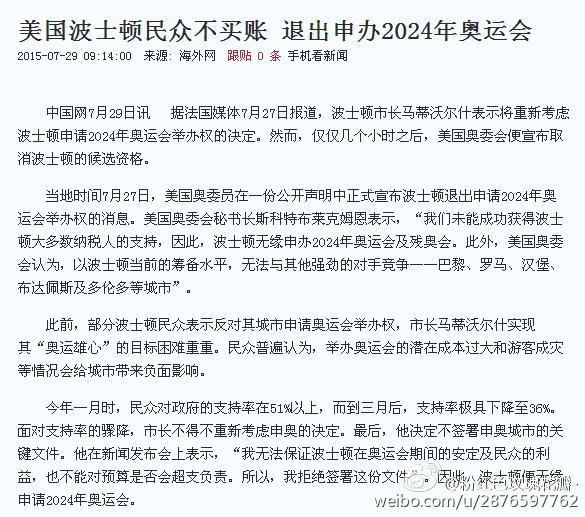 美国波士顿民众不买账 退出申办2024年奥运会
2015-07-29 09:14:00 来源: 海外网 跟贴 0 条 手机看新闻
中国网7月29日讯 据法国媒体7月27日报道，波士顿市长马蒂沃尔什表示将重新考虑
波士顿申请2024年奥运会举办权的决定。然而，仅仅几个小时之后，美国奥委会便宣布取
消波士顿的候选资格。
当地时间7月27日，美国奥委员在一份公开声明中正式宣布波士顿退出申请2024年奥
运会举办权的消息。美国奥委会秘书长斯科特布莱克姆恩表示，“我们未能成功获得波士
顿大多数纳税人的支持，因此，波士顿无缘申办2024年奥运会及残奥会。此外，美国奥委
会认为，以波士顿当前的筹备水平，无法与其他强劲的对手竞争——巴黎、罗马、汉堡、
布达佩斯及多伦多等城市”。
此前，部分波士顿民众表示反对其城市申请奥运会举办权，市长马蒂沃尔什实现
其“奥运雄心”的目标困难重重。民众普遍认为，举办奥运会的潜在成本过大和游客成灾
等情况会给城市带来负面影响。
今年一月时，民众对政府的支持率在51%以上，而到三月后，支持率极具下降至36%。
面对支持率的骤降，市长不得不重新考虑申奥的决定。最后，他决定不签署申奥城市的关
键文件。他在新闻发布会上表示，“我无法保证波士顿在奥运会期间的安定及民众的利
益，也不能对预算是否会超支负责。所以，我拒绝签署这份文件”。因此，波士顿便无缘
申请2024年奥运会。
weibo.com/u/2876597762